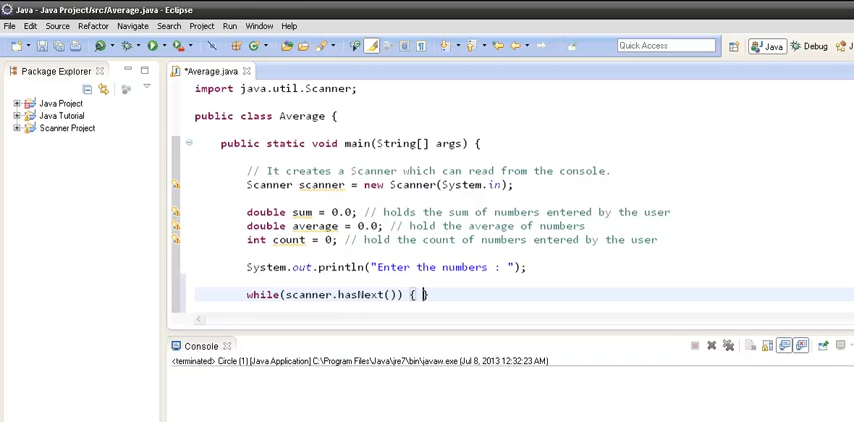 Java - Java Project/src/Average.java - Eclipse
File Edit Source Refactor Navigate Search Project Run Window Help
Quick Access
Java
Debug
J
Package Explorer
*Average.java
Java Project
Java Tutorial
Scanner Project
import java.util.Scanner;
public class Average {
public static void main(String[] args) {
// It creates a Scanner which can read from the console.
Scanner scanner = new Scanner(System.in);
double sum = 0.0; // holds the sum of numbers entered by the user
double average = 0.0; // hold the average of numbers
int count = 0; // hold the count of numbers entered by the user
System.out.println("Enter the numbers : ");
while(scanner.hasNext()) { }
Console
<terminated> Circle (1) [Java Application] C:\Program Files\Java\jre7\bin\javaw.exe (Jul 8, 2013 12:32:23 AM)